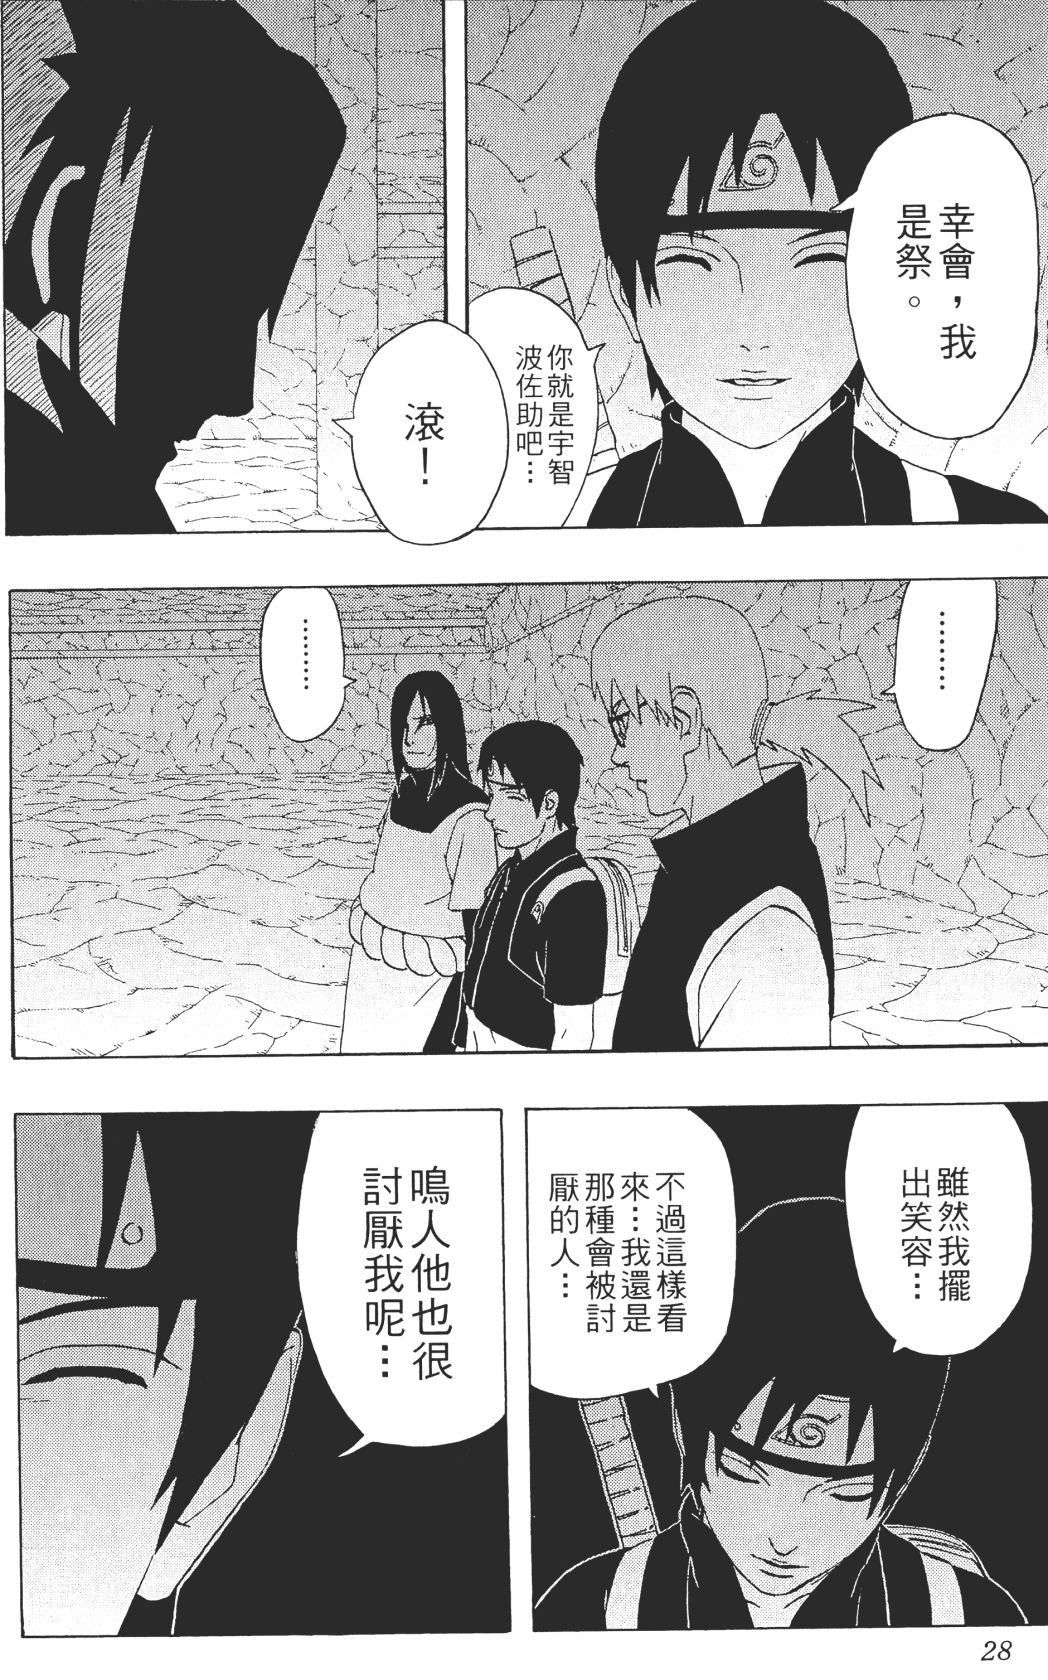 幸會，我
是祭。
你就是宇智
波佐助吧…
滾！
………
………
雖然我擺
出笑容…
不過這樣看
來…我還是
那種會被討
厭的人…
鳴人他也很
討厭我呢…
28